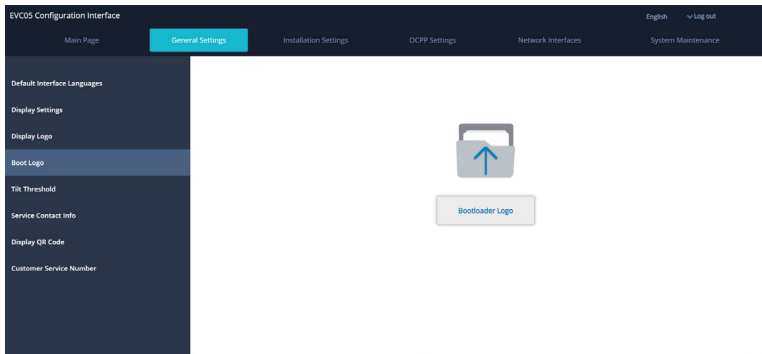 EVC05 Configuration Interface
English
Log out
Main Page
General Settings
Installation Settings
OCPP Settings
Network Interfaces
System Maintenance
Default Interface Languages
Display Settings
Display Logo
Boot Logo
Tilt Threshold
Service Contact Info
Display QR Code
Customer Service Number
Bootloader Logo